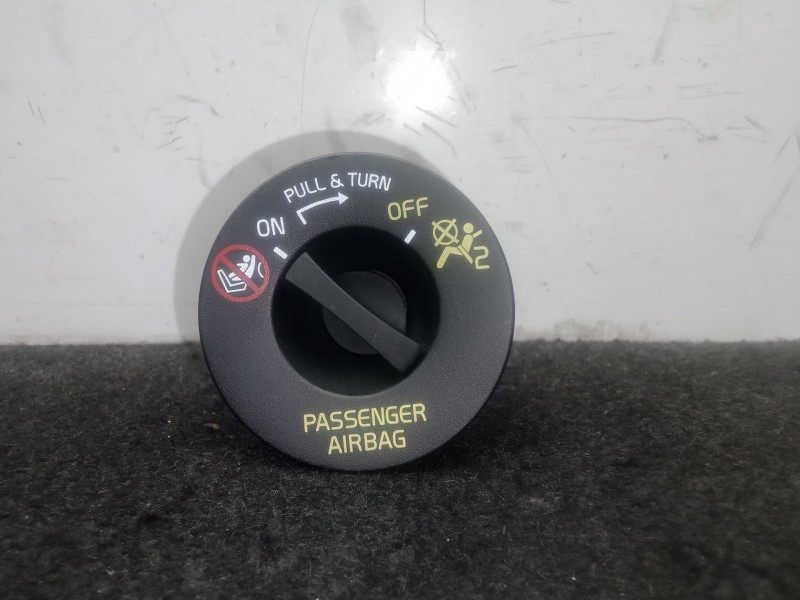 PULL & TURN
ON
OFF
2
PASSENGER
AIRBAG